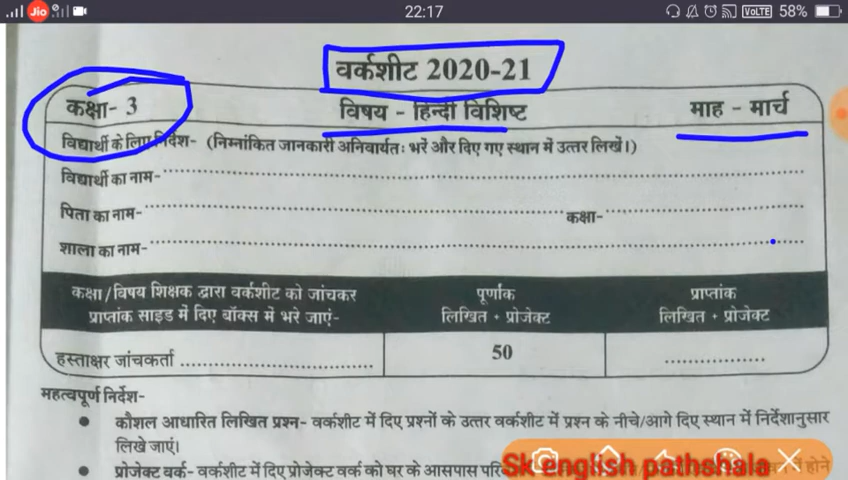 Jio 22:17 VoLTE 58%
वर्कशीट 2020-21
कक्षा- 3 विषय - हिन्दी विशिष्ट माह - मार्च
विद्यार्थी के लिए निर्देश- (निम्नांकित जानकारी अनिवार्यतः भरें और दिए गए स्थान में उत्तर लिखें।)
विद्यार्थी का नाम-
पिता का नाम- कक्षा-
शाला का नाम-
कक्षा/विषय शिक्षक द्वारा वर्कशीट को जांचकर पूर्णांक प्राप्तांक
प्राप्तांक साइड में दिए बॉक्स में भरे जाएं- लिखित + प्रोजेक्ट लिखित + प्रोजेक्ट
हस्ताक्षर जांचकर्ता 50
महत्वपूर्ण निर्देश-
कौशल आधारित लिखित प्रश्न- वर्कशीट में दिए प्रश्नों के उत्तर वर्कशीट में प्रश्न के नीचे/आगे दिए स्थान में निर्देशानुसार
लिखे जाएं।
प्रोजेक्ट वर्क- वर्कशीट में दिए प्रोजेक्ट वर्क को घर के आसपास में होने
Sk english pathshala